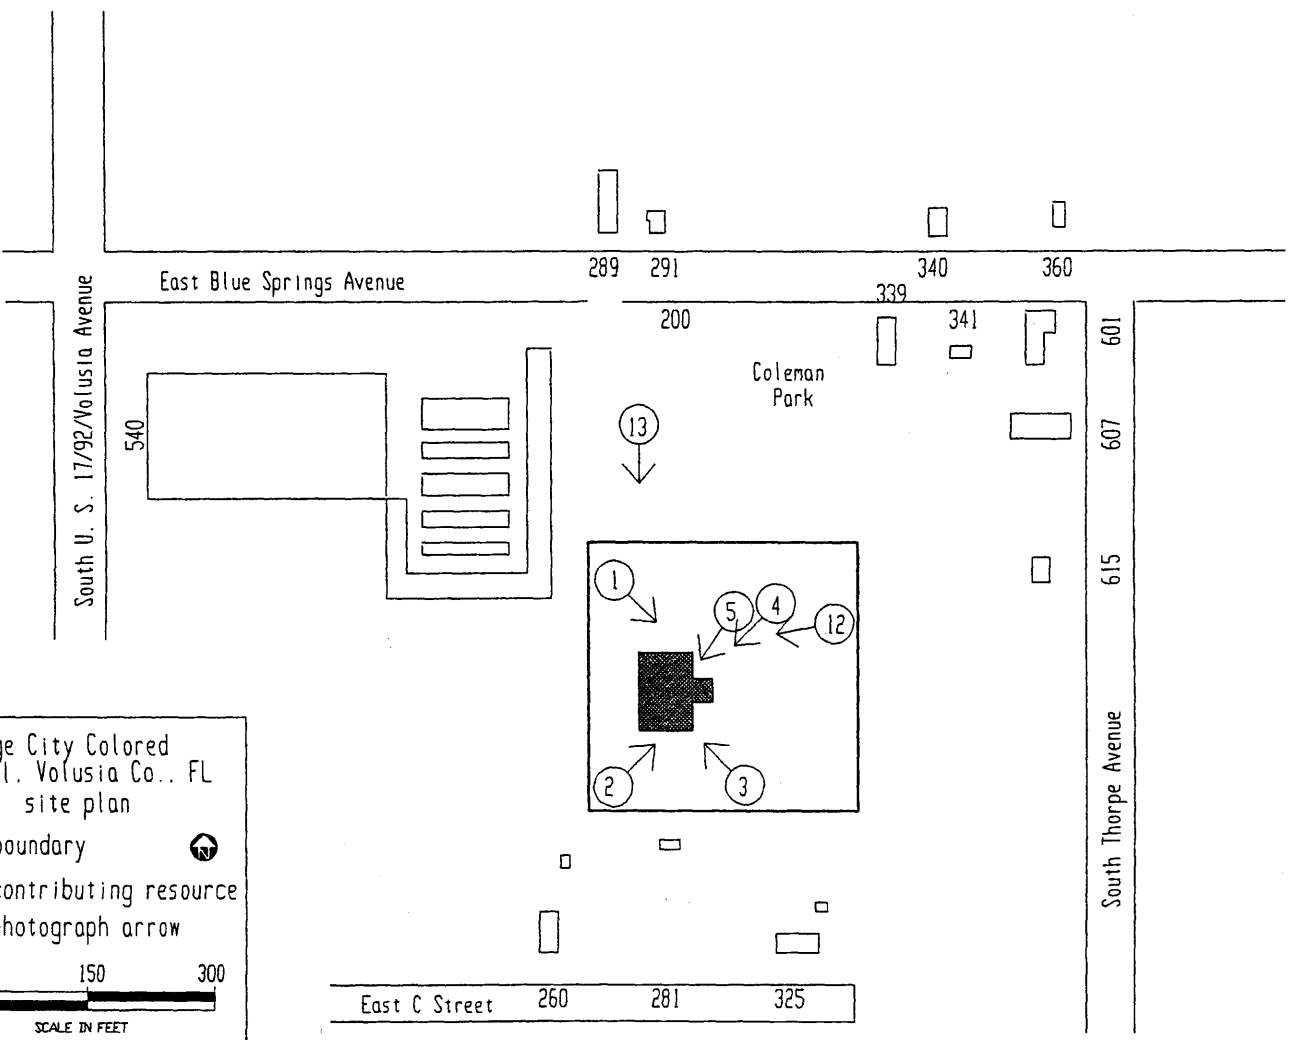 289
291
340
360
East Blue Springs Avenue
339
200
341
601
Coleman
Park
South U. S. 17/92/Volusia Avenue
540
13
607
1
5
4
12
615
2
3
South Thorpe Avenue
ge City Colored
l. Volusia Co.. FL
site plan
boundary
N
contributing resource
photograph arrow
150
300
SCALE IN FEET
East C Street
260
281
325